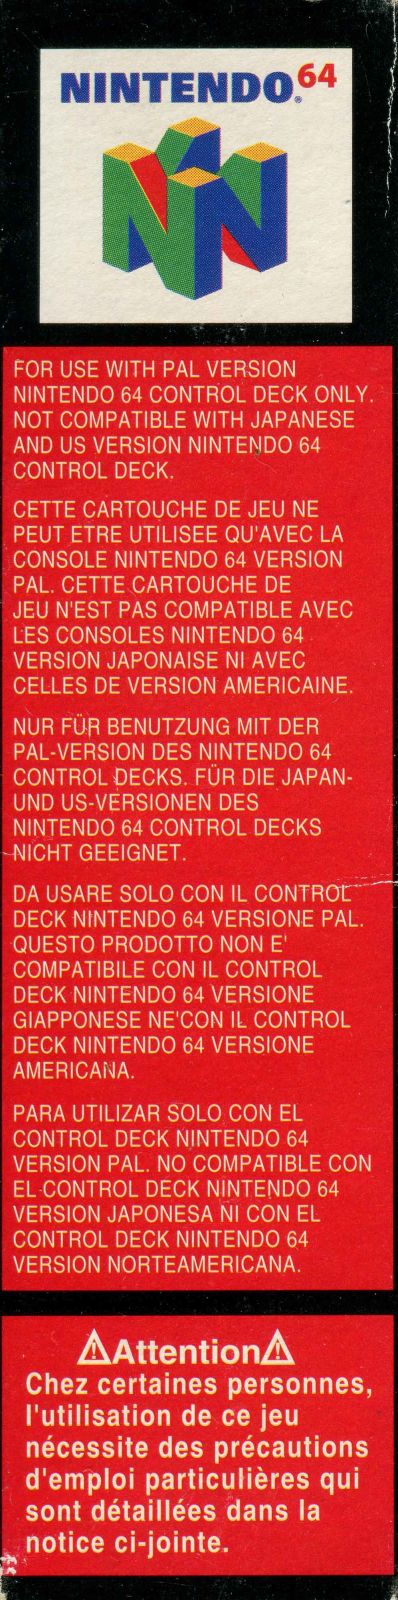 NINTENDO®64
FOR USE WITH PAL VERSION
NINTENDO 64 CONTROL DECK ONLY.
NOT COMPATIBLE WITH JAPANESE
AND US VERSION NINTENDO 64
CONTROL DECK.
CETTE CARTOUCHE DE JEU NE
PEUT ETRE UTILISEE QU'AVEC LA
CONSOLE NINTENDO 64 VERSION
PAL. CETTE CARTOUCHE DE
JEU N'EST PAS COMPATIBLE AVEC
LES CONSOLES NINTENDO 64
VERSION JAPONAISE NI AVEC
CELLES DE VERSION AMERICAINE.
NUR FÜR BENUTZUNG MIT DER
PAL-VERSION DES NINTENDO 64
CONTROL DECKS. FÜR DIE JAPAN-
UND US-VERSIONEN DES
NINTENDO 64 CONTROL DECKS
NICHT GEEIGNET.
DA USARE SOLO CON IL CONTROL
DECK NINTENDO 64 VERSIONE PAL.
QUESTO PRODOTTO NON E'
COMPATIBILE CON IL CONTROL
DECK NINTENDO 64 VERSIONE
GIAPPONESE NE'CON IL CONTROL
DECK NINTENDO 64 VERSIONE
AMERICANA.
PARA UTILIZAR SOLO CON EL
CONTROL DECK NINTENDO 64
VERSION PAL. NO COMPATIBLE CON
EL CONTROL DECK NINTENDO 64
VERSION JAPONESA NI CON EL
CONTROL DECK NINTENDO 64
VERSION NORTEAMERICANA.
⚠Attention⚠
Chez certaines personnes,
l'utilisation de ce jeu
nécessite des précautions
d'emploi particulières qui
sont détaillées dans la
notice ci-jointe.